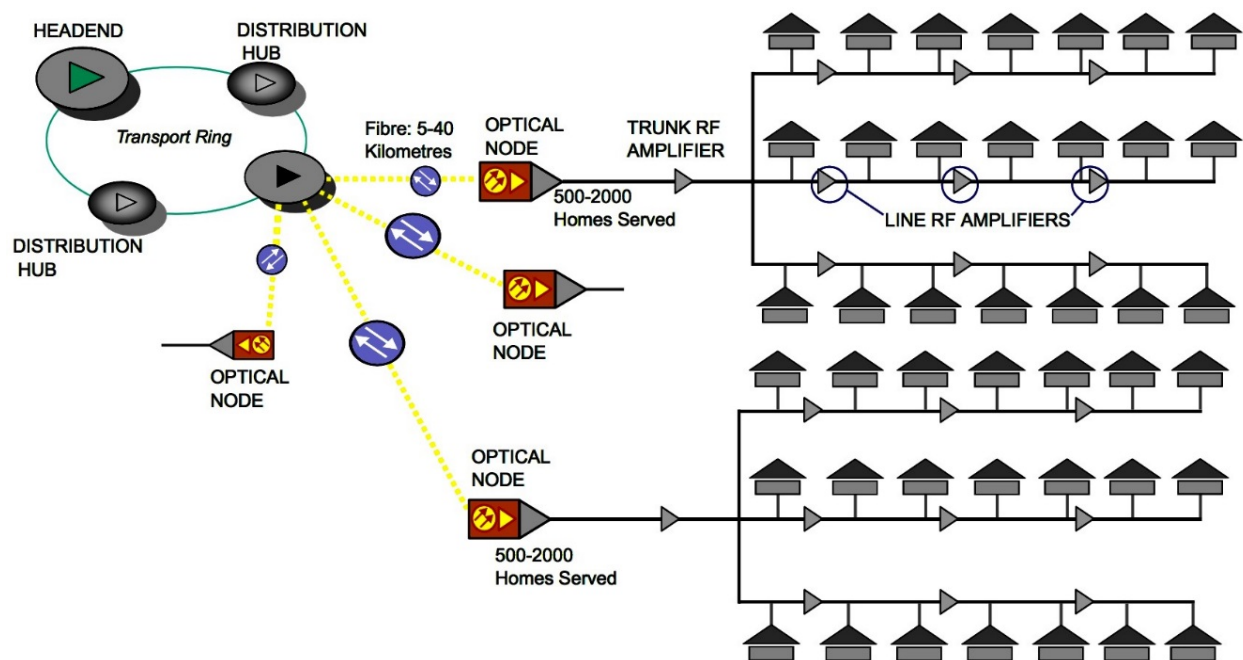 HEADEND
DISTRIBUTION
HUB
Transport Ring
Fibre: 5-40
Kilometres
OPTICAL
NODE
TRUNK RF
AMPLIFIER
500-2000
Homes Served
LINE RF AMPLIFIERS
DISTRIBUTION
HUB
OPTICAL
NODE
OPTICAL
NODE
OPTICAL
NODE
500-2000
Homes Served